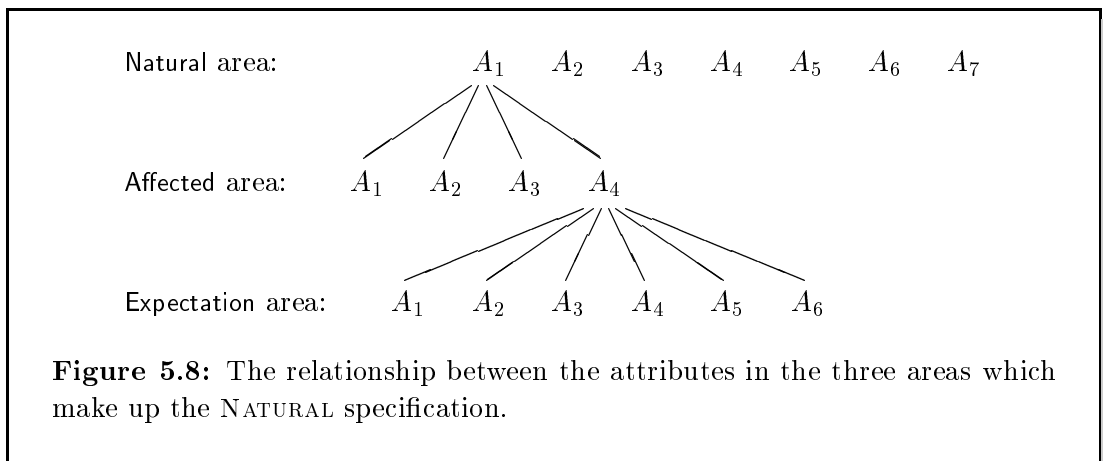 Natural area: A₁ A₂ A₃ A₄ A₅ A₆ A₇
Affected area: A₁ A₂ A₃ A₄
Expectation area: A₁ A₂ A₃ A₄ A₅ A₆
Figure 5.8: The relationship between the attributes in the three areas which
make up the NATURAL specification.